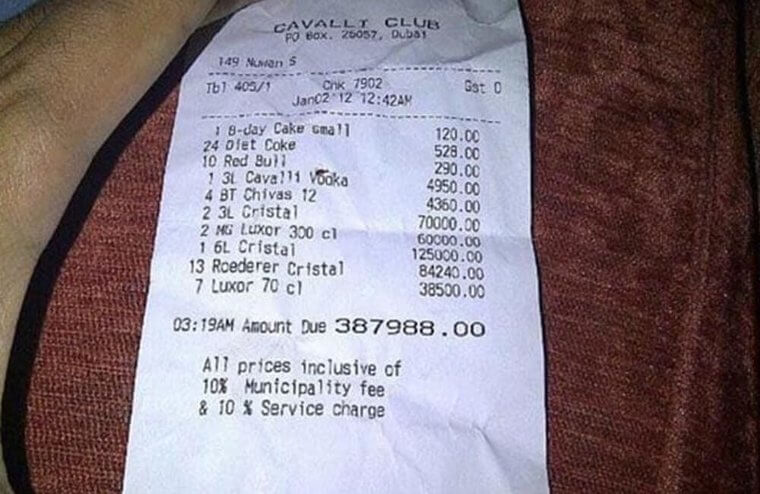 CAVALLI CLUB
PO Box. 26057, Dubai
149 Nuwan S
Tbl 405/1 Chk 7902 Gst 0
Jan02'12 12:42AM
1 B-day Cake small 120.00
24 Diet Coke 528.00
10 Red Bull 290.00
1 3L Cavalli Vodka 4950.00
4 BT Chivas 12 4360.00
2 3L Cristal 70000.00
2 MG Luxor 300 cl 60000.00
1 6L Cristal 125000.00
13 Roederer Cristal 84240.00
7 Luxor 70 cl 38500.00
03:19AM Amount Due 387988.00
All prices inclusive of
10% Municipality fee
& 10 % Service charge